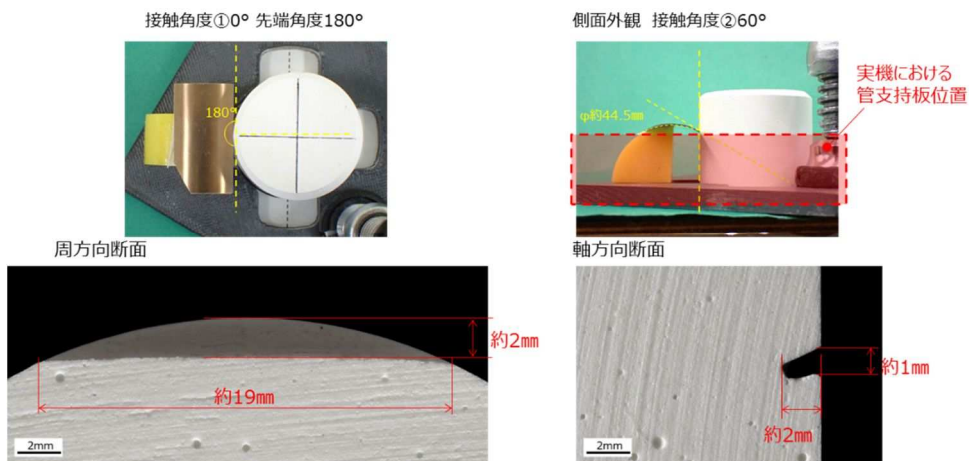 接触角度①0° 先端角度180°
側面外観 接触角度②60°
180°
φ約44.5㎜
実機における
管支持板位置
周方向断面
軸方向断面
約2㎜
約19㎜
2mm
約1㎜
約2㎜
2mm